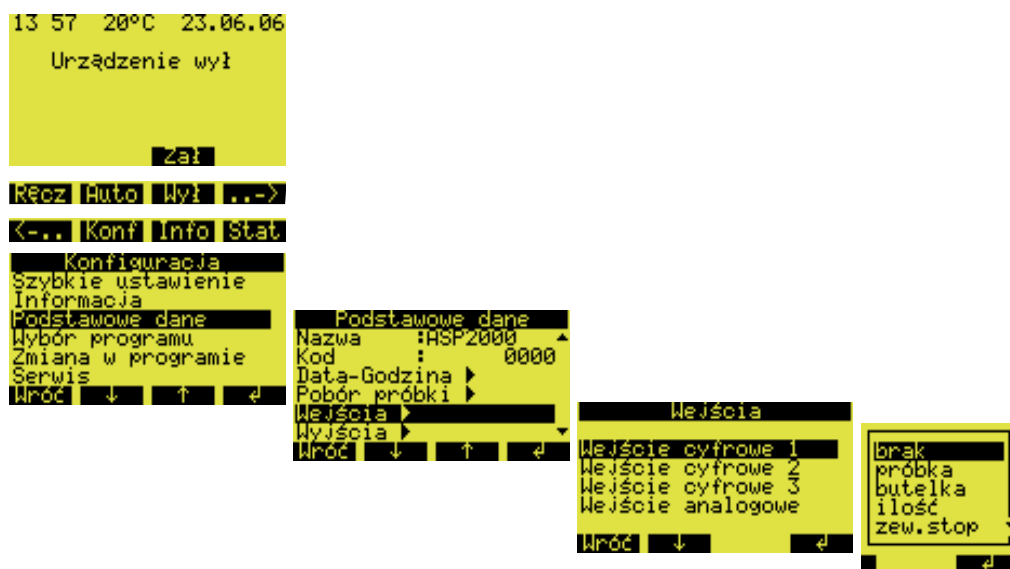 13 57 20°C 23.06.06
Urządzenie wył
Zał
Ręcz Auto Wył ..->
<-.. Konf Info Stat
Konfiguracja
Szybkie ustawienie
Informacja
Podstawowe dane
Wybór programu
Zmiana w programie
Serwis
Wróć ↓ ↑ ↲
Podstawowe dane
Nazwa :ASP2000 ▲
Kod : 0000
Data-Godzina ▶
Pobór próbki ▶
Wejścia ▶
Wyjścia ▶ ▼
Wróć ↓ ↑ ↲
Wejścia
Wejście cyfrowe 1
Wejście cyfrowe 2
Wejście cyfrowe 3
Wejście analogowe
Wróć ↓ ↲
brak
próbka
butelka
ilość
zew.stop
↲